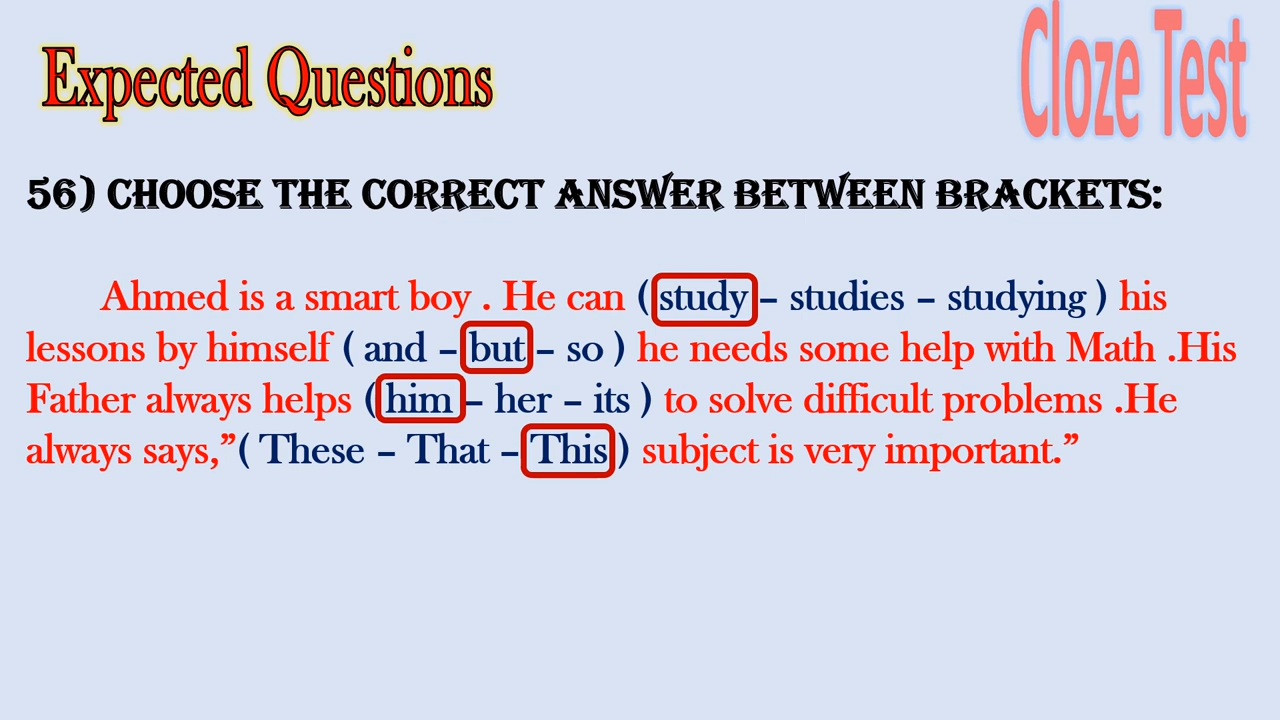 Expected Questions
Cloze Test
56) CHOOSE THE CORRECT ANSWER BETWEEN BRACKETS:
Ahmed is a smart boy . He can ( study – studies – studying ) his
lessons by himself ( and – but – so ) he needs some help with Math .His
Father always helps ( him – her – its ) to solve difficult problems .He
always says,”( These – That – This ) subject is very important.”